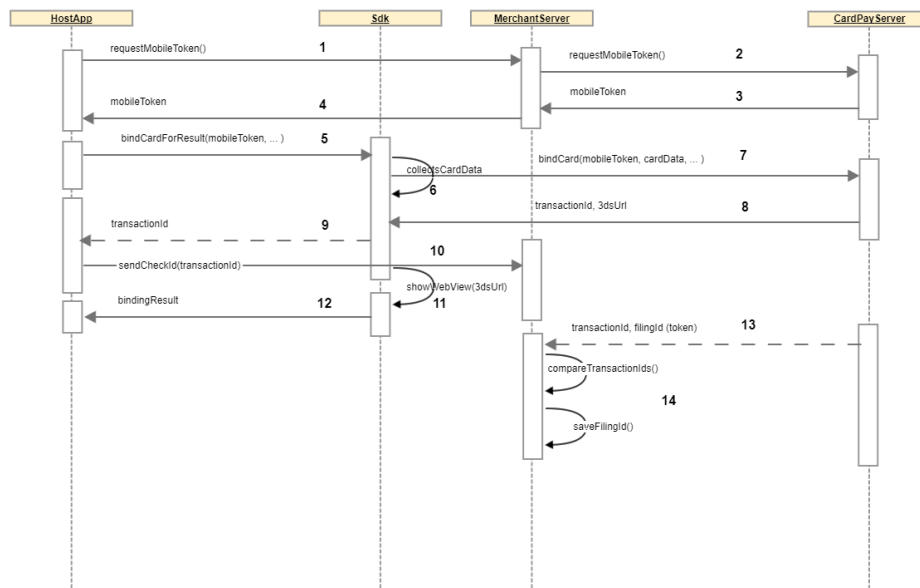 HostApp
Sdk
MerchantServer
CardPayServer
requestMobileToken()
1
requestMobileToken()
2
mobileToken
3
mobileToken
4
bindCardForResult(mobileToken, ... )
5
collectsCardData
6
bindCard(mobileToken, cardData, ... )
7
transactionId, 3dsUrl
8
transactionId
9
sendCheckId(transactionId)
10
showWebView(3dsUrl)
11
bindingResult
12
transactionId, filingId (token)
13
compareTransactionIds()
14
saveFilingId()